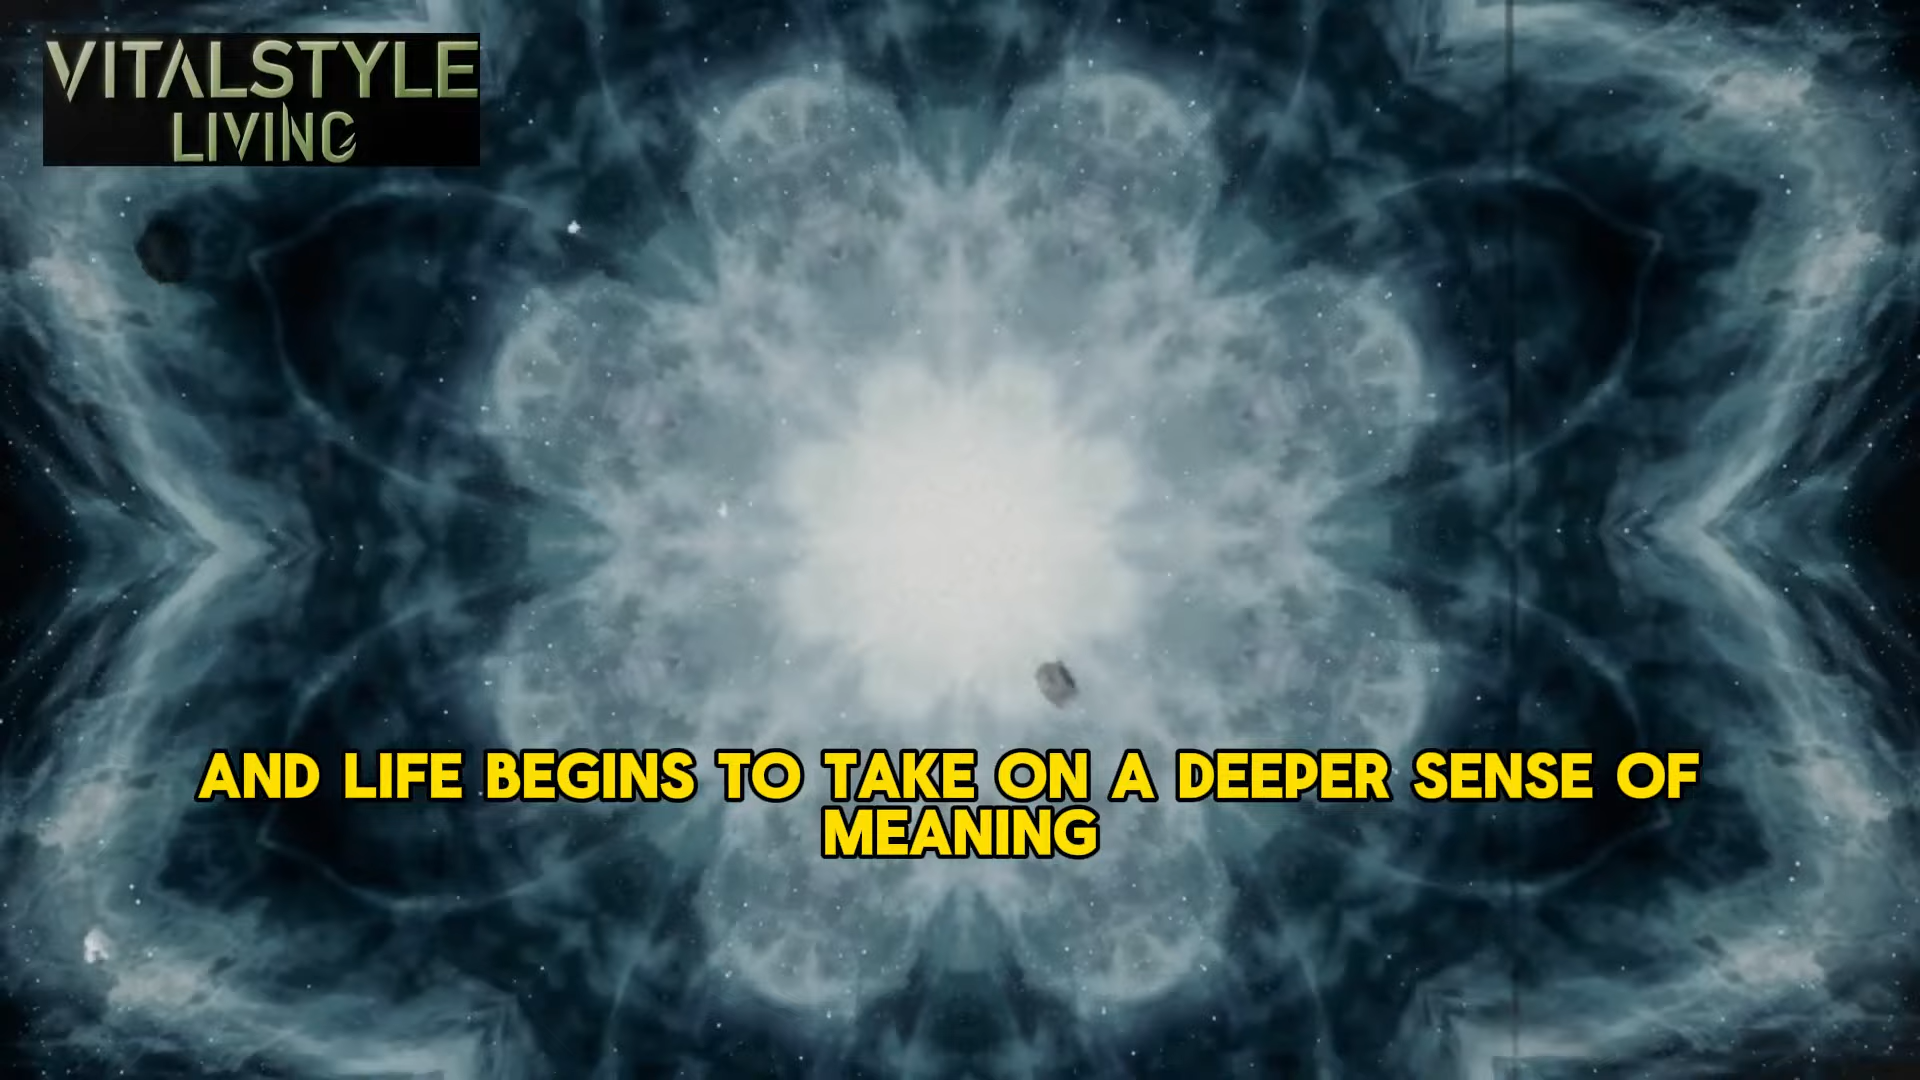 VITALSTYLE
LIVING
AND LIFE BEGINS TO TAKE ON A DEEPER SENSE OF
MEANING